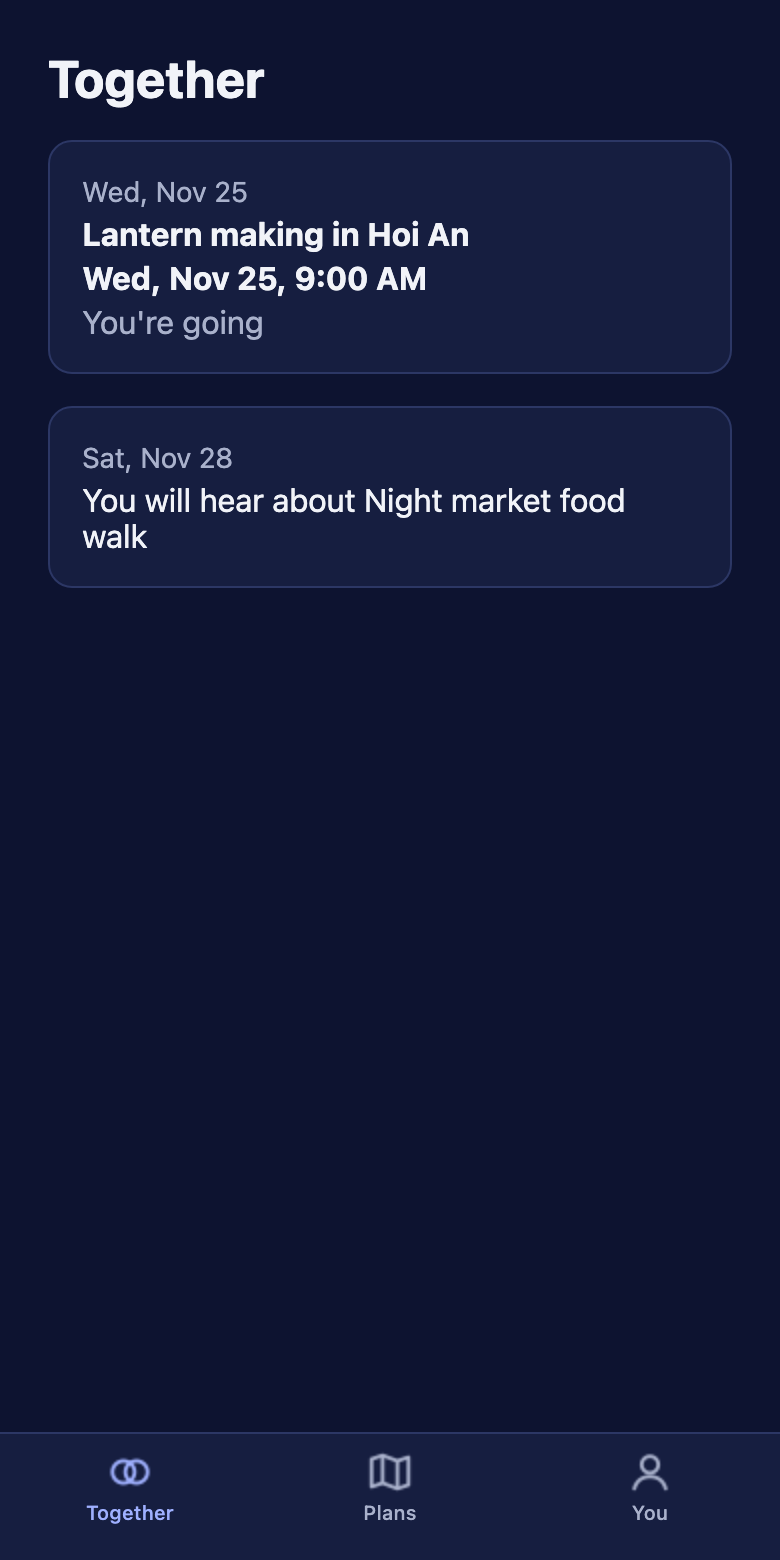 Together
Wed, Nov 25
Lantern making in Hoi An
Wed, Nov 25, 9:00 AM
You're going
Sat, Nov 28
You will hear about Night market food
walk
Together
Plans
You